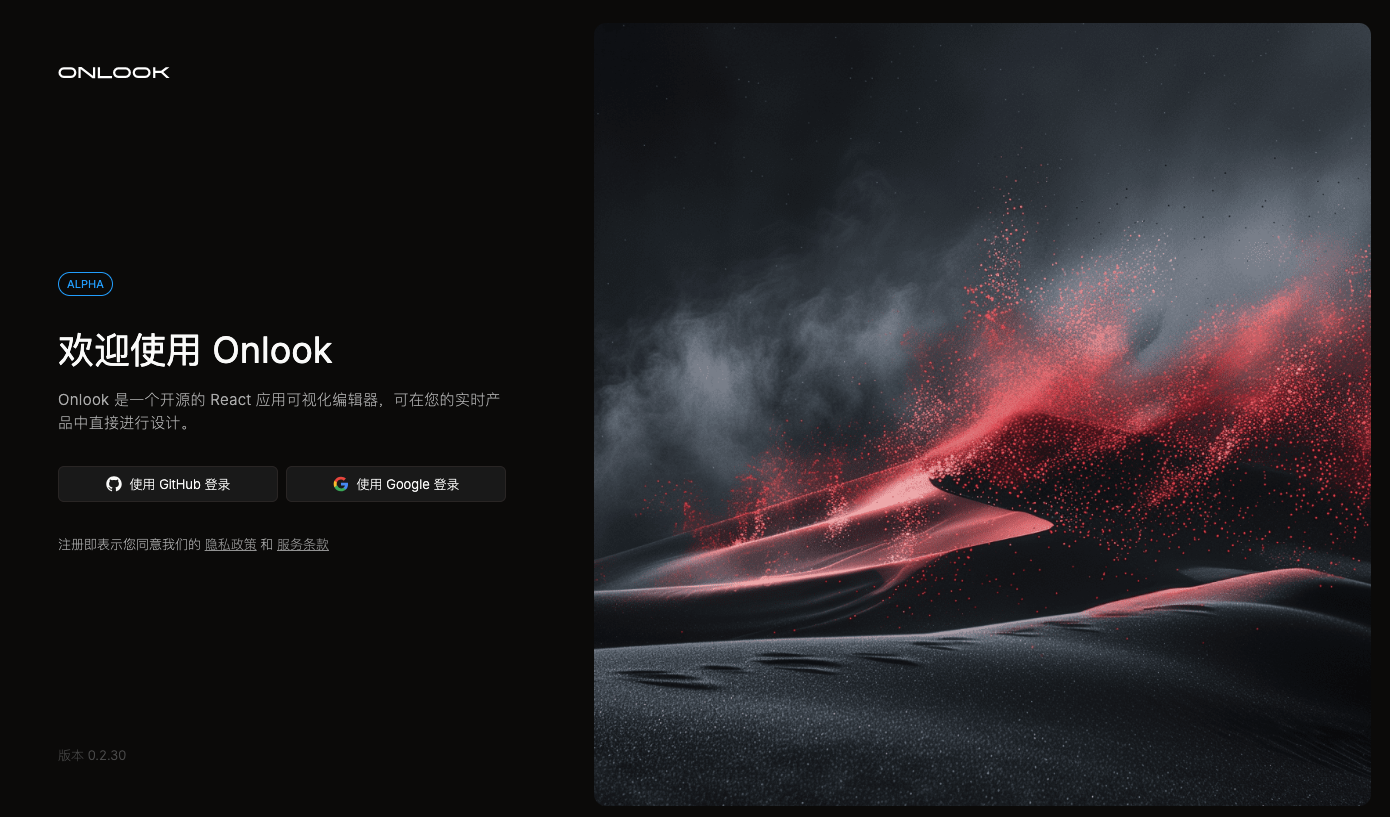 ONLOOK
ALPHA
欢迎使用 Onlook
Onlook 是一个开源的 React 应用可视化编辑器，可在您的实时产
品中直接进行设计。
使用 GitHub 登录
使用 Google 登录
注册即表示您同意我们的 隐私政策 和 服务条款
版本 0.2.30